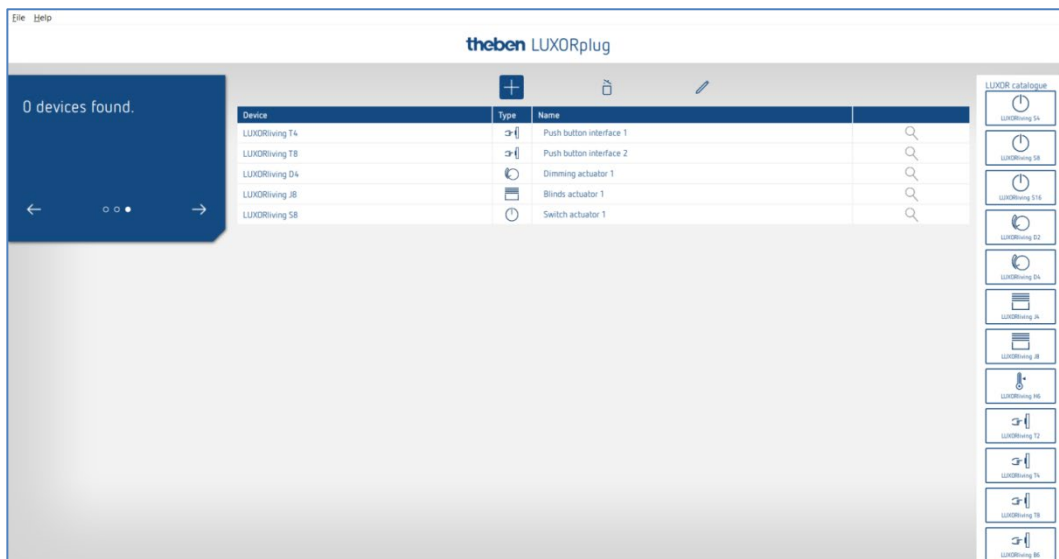 File Help
theben LUXORplug
0 devices found.
Device Type Name
LUXORliving T4 Push button interface 1
LUXORliving T8 Push button interface 2
LUXORliving D4 Dimming actuator 1
LUXORliving J8 Blinds actuator 1
LUXORliving S8 Switch actuator 1
LUXOR catalogue
LUXORliving S4
LUXORliving S8
LUXORliving S16
LUXORliving D2
LUXORliving D4
LUXORliving J4
LUXORliving J8
LUXORliving H6
LUXORliving T2
LUXORliving T4
LUXORliving T8
LUXORliving B6